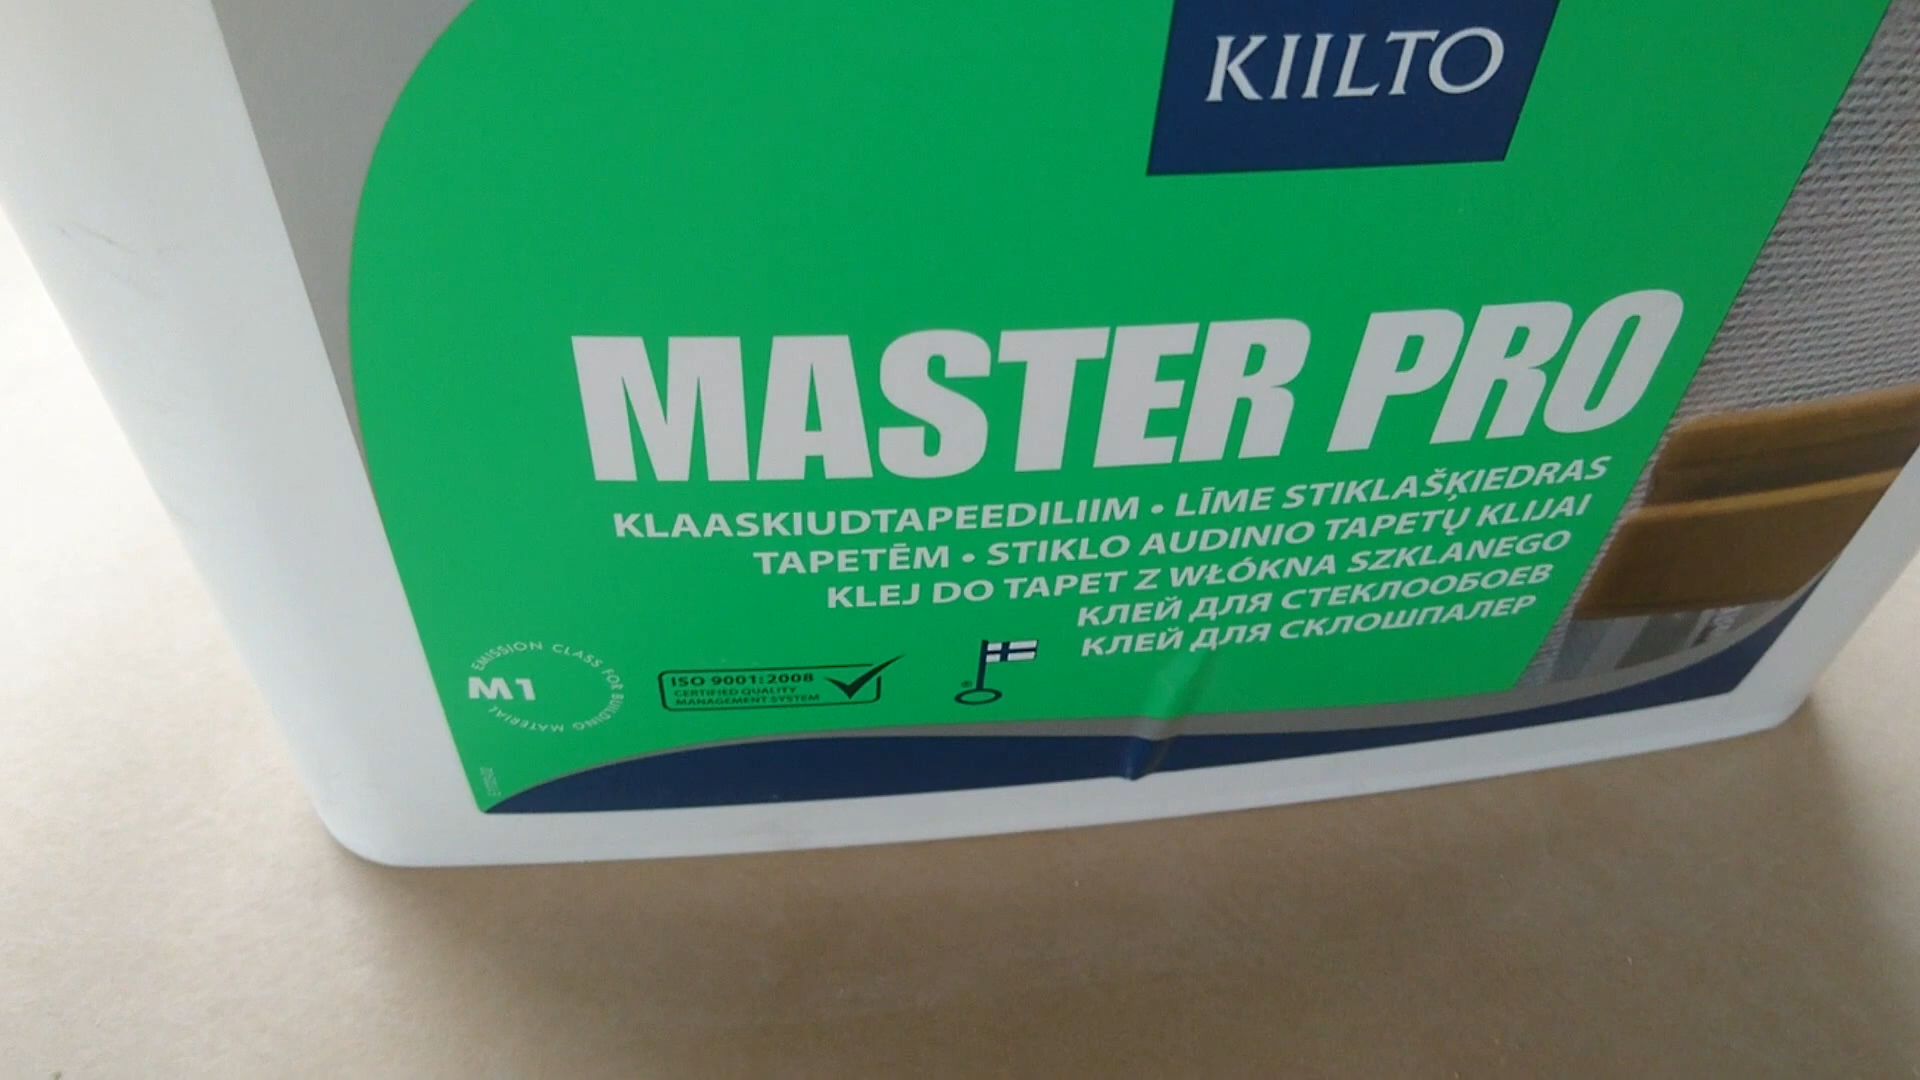 KIILTO
MASTER PRO
KLAASKIUDTAPEEDILIIM • LĪME STIKLAŠĶIEDRAS
TAPETĒM • STIKLO AUDINIO TAPETŲ KLIJAI
KLEJ DO TAPET Z WŁÓKNA SZKLANEGO
КЛЕЙ ДЛЯ СТЕКЛООБОЕВ
КЛЕЙ ДЛЯ СКЛОШПАЛЕР
EMISSION CLASS FOR BUILDING MATERIAL
M1
ISO 9001:2008
CERTIFIED QUALITY
MANAGEMENT SYSTEM
®